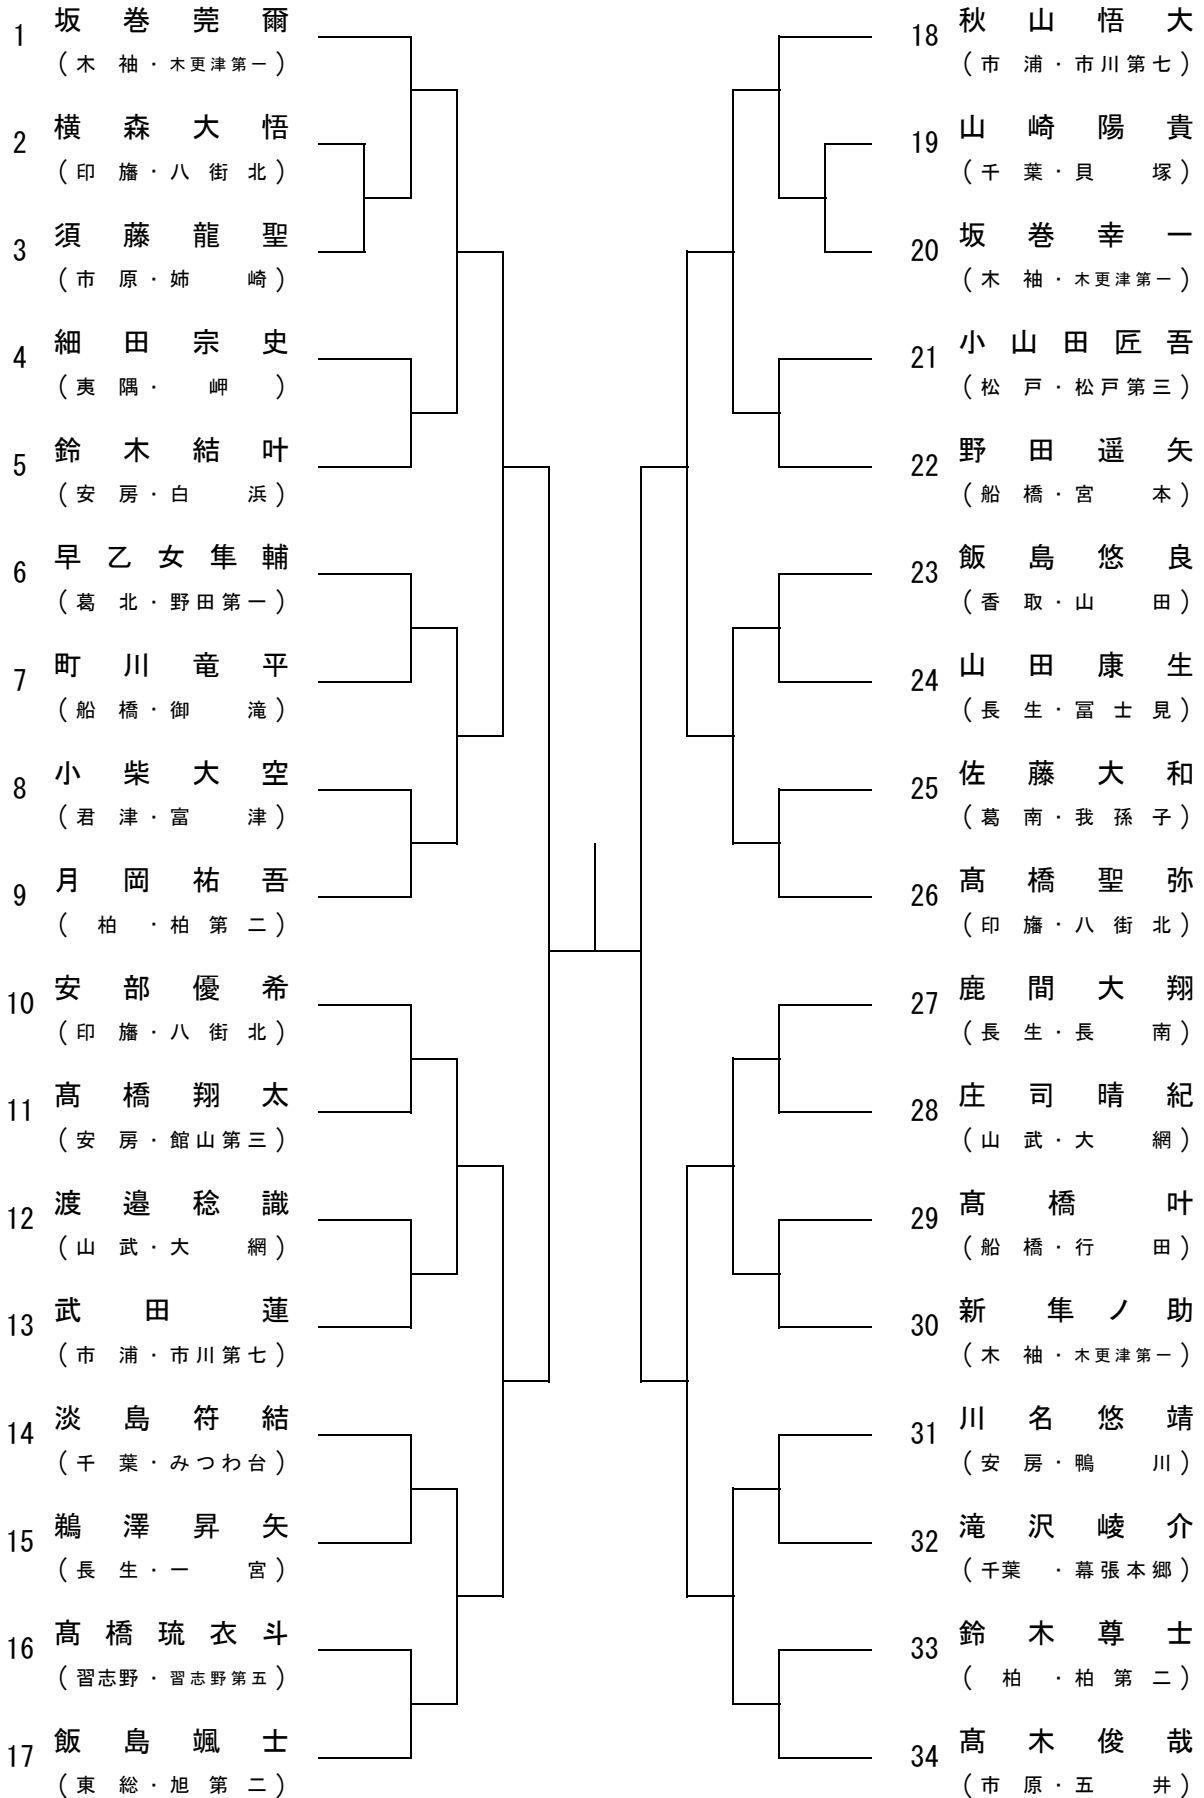 1 坂巻莞爾
(木袖・木更津第一)
2 横森大悟
(印旛・八街北)
3 須藤龍聖
(市原・姉崎)
4 細田宗史
(夷隅・岬)
5 鈴木結叶
(安房・白浜)
6 早乙女隼輔
(葛北・野田第一)
7 町川竜平
(船橋・御滝)
8 小柴大空
(君津・富津)
9 月岡祐吾
(柏・柏第二)
10 安部優希
(印旛・八街北)
11 髙橋翔太
(安房・館山第三)
12 渡邉稔識
(山武・大網)
13 武田蓮
(市浦・市川第七)
14 淡島符結
(千葉・みつわ台)
15 鵜澤昇矢
(長生・一宮)
16 髙橋琉衣斗
(習志野・習志野第五)
17 飯島颯士
(東総・旭第二)
18 秋山悟大
(市浦・市川第七)
19 山崎陽貴
(千葉・貝塚)
20 坂巻幸一
(木袖・木更津第一)
21 小山田匠吾
(松戸・松戸第三)
22 野田遥矢
(船橋・宮本)
23 飯島悠良
(香取・山田)
24 山田康生
(長生・冨士見)
25 佐藤大和
(葛南・我孫子)
26 髙橋聖弥
(印旛・八街北)
27 鹿間大翔
(長生・長南)
28 庄司晴紀
(山武・大網)
29 髙橋叶
(船橋・行田)
30 新隼ノ助
(木袖・木更津第一)
31 川名悠靖
(安房・鴨川)
32 滝沢崚介
(千葉・幕張本郷)
33 鈴木尊士
(柏・柏第二)
34 髙木俊哉
(市原・五井)